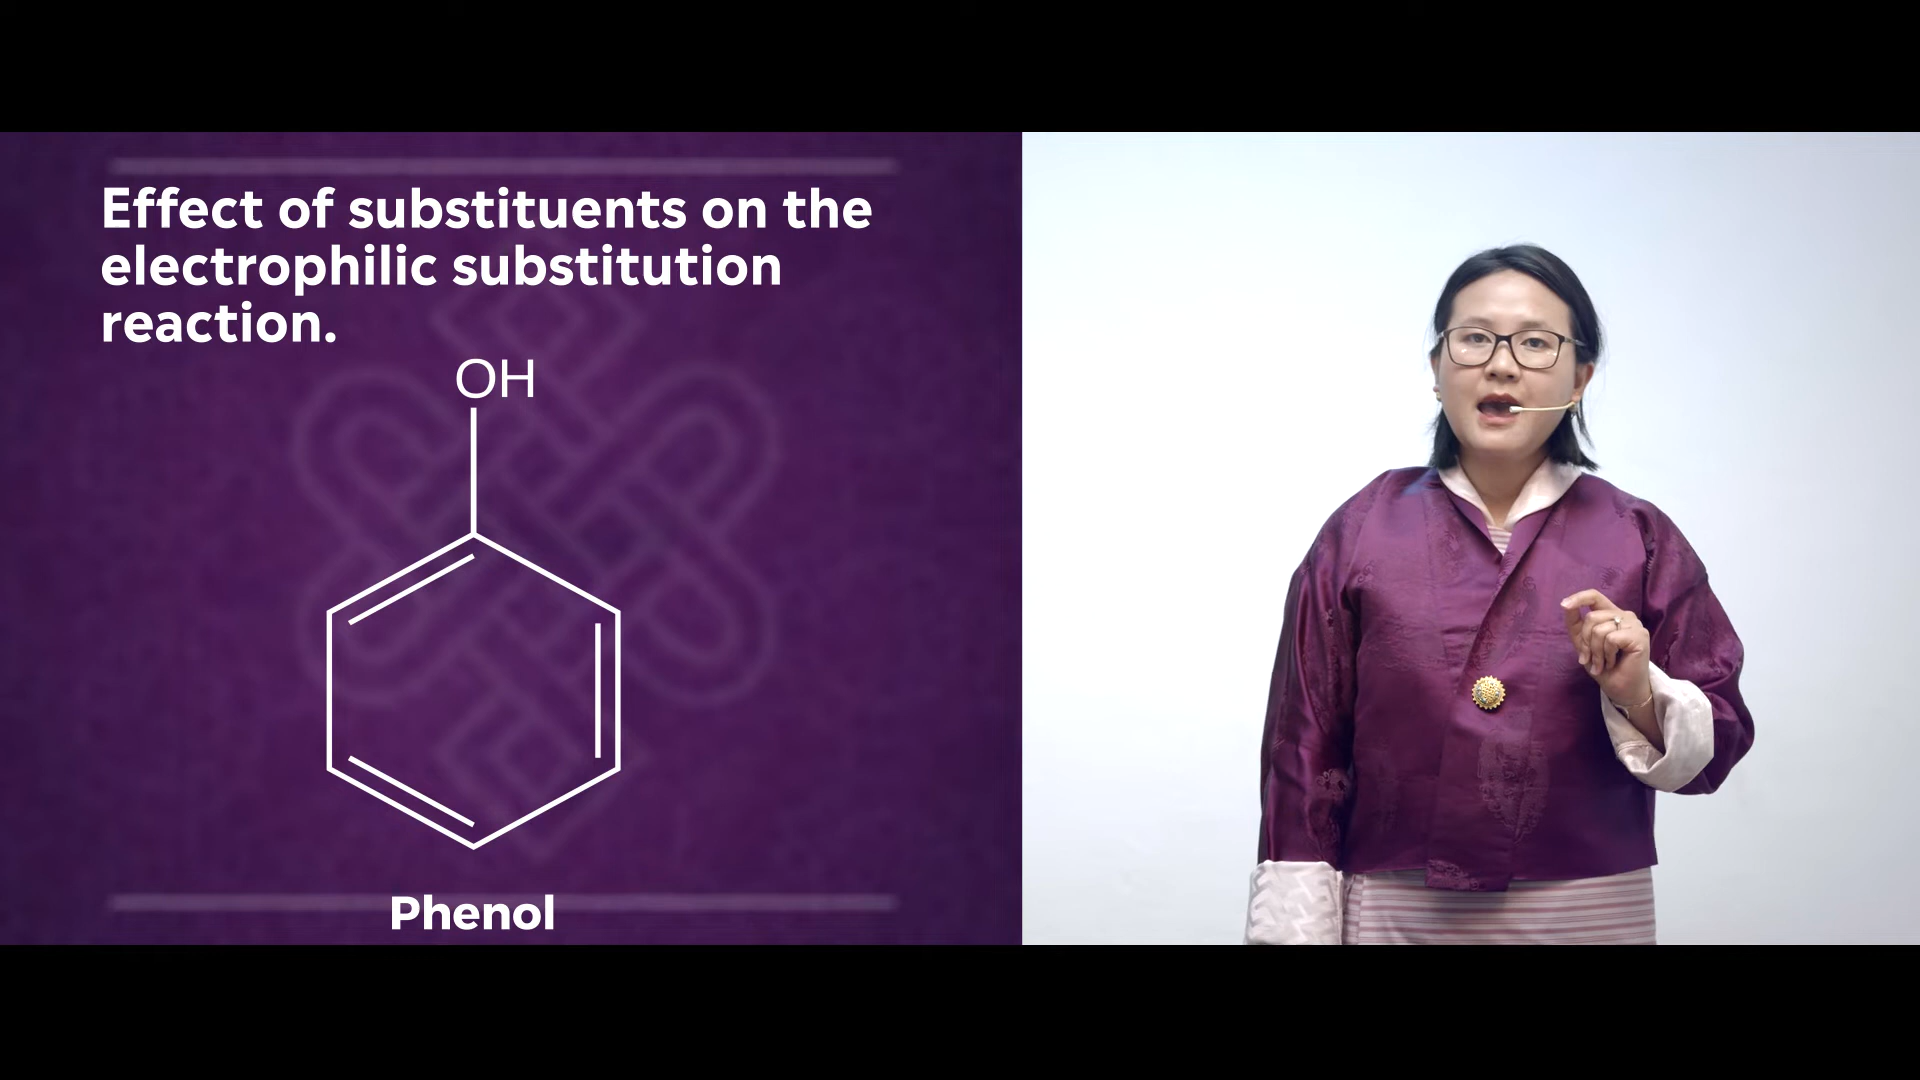 Effect of substituents on the
electrophilic substitution
reaction.
OH
Phenol